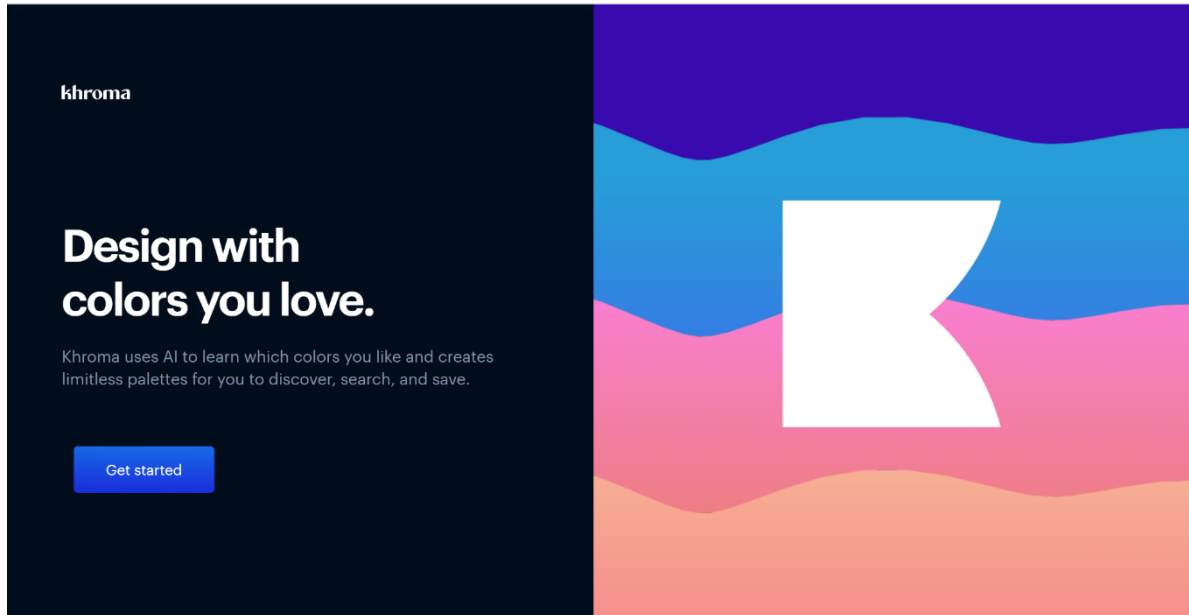 khroma
Design with
colors you love.
Khroma uses AI to learn which colors you like and creates
limitless palettes for you to discover, search, and save.
Get started